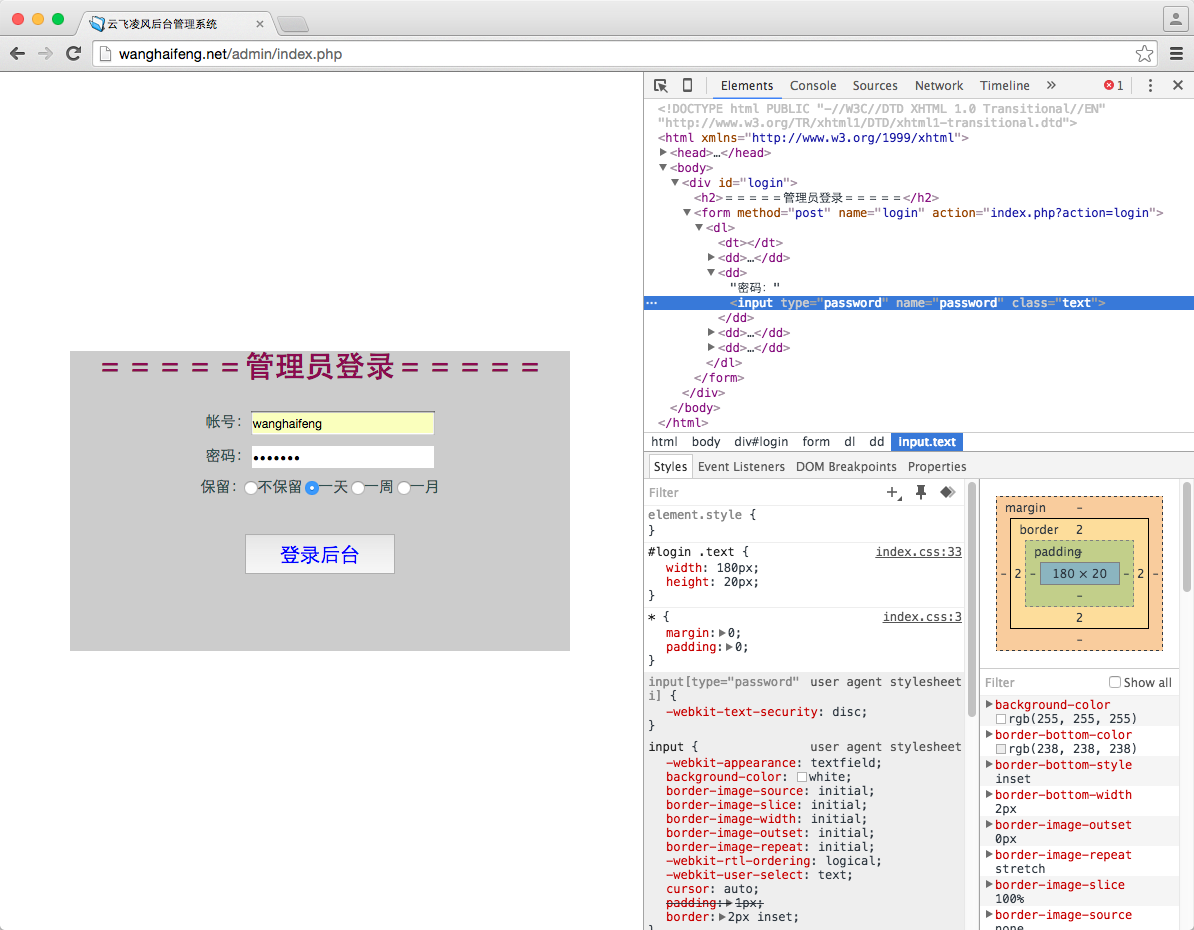 云飞凌风后台管理系统
wanghaifeng.net/admin/index.php
=====管理员登录=====
帐号: wanghaifeng
密码: •••••••
保留: 不保留 一天 一周 一月
登录后台
Elements Console Sources Network Timeline » 1
<!DOCTYPE html PUBLIC "-//W3C//DTD XHTML 1.0 Transitional//EN"
"http://www.w3.org/TR/xhtml1/DTD/xhtml1-transitional.dtd">
<html xmlns="http://www.w3.org/1999/xhtml">
<head>…</head>
<body>
<div id="login">
<h2>=====管理员登录=====</h2>
<form method="post" name="login" action="index.php?action=login">
<dl>
<dt></dt>
<dd>…</dd>
<dd>
"密码: "
<input type="password" name="password" class="text">
</dd>
<dd>…</dd>
<dd>…</dd>
</dl>
</form>
</div>
</body>
</html>
html body div#login form dl dd input.text
Styles Event Listeners DOM Breakpoints Properties
Filter
element.style {
}
#login .text { index.css:33
width: 180px;
height: 20px;
}
* { index.css:3
margin: 0;
padding: 0;
}
input[type="password" user agent stylesheet
i] {
-webkit-text-security: disc;
}
input { user agent stylesheet
-webkit-appearance: textfield;
background-color: white;
border-image-source: initial;
border-image-slice: initial;
border-image-width: initial;
border-image-outset: initial;
border-image-repeat: initial;
-webkit-rtl-ordering: logical;
-webkit-user-select: text;
cursor: auto;
padding: 1px;
border: 2px inset;
}
margin -
border 2
padding -
- 2 - 180 × 20 - 2 -
-
2
-
Filter Show all
background-color
rgb(255, 255, 255)
border-bottom-color
rgb(238, 238, 238)
border-bottom-style
inset
border-bottom-width
2px
border-image-outset
0px
border-image-repeat
stretch
border-image-slice
100%
border-image-source
none